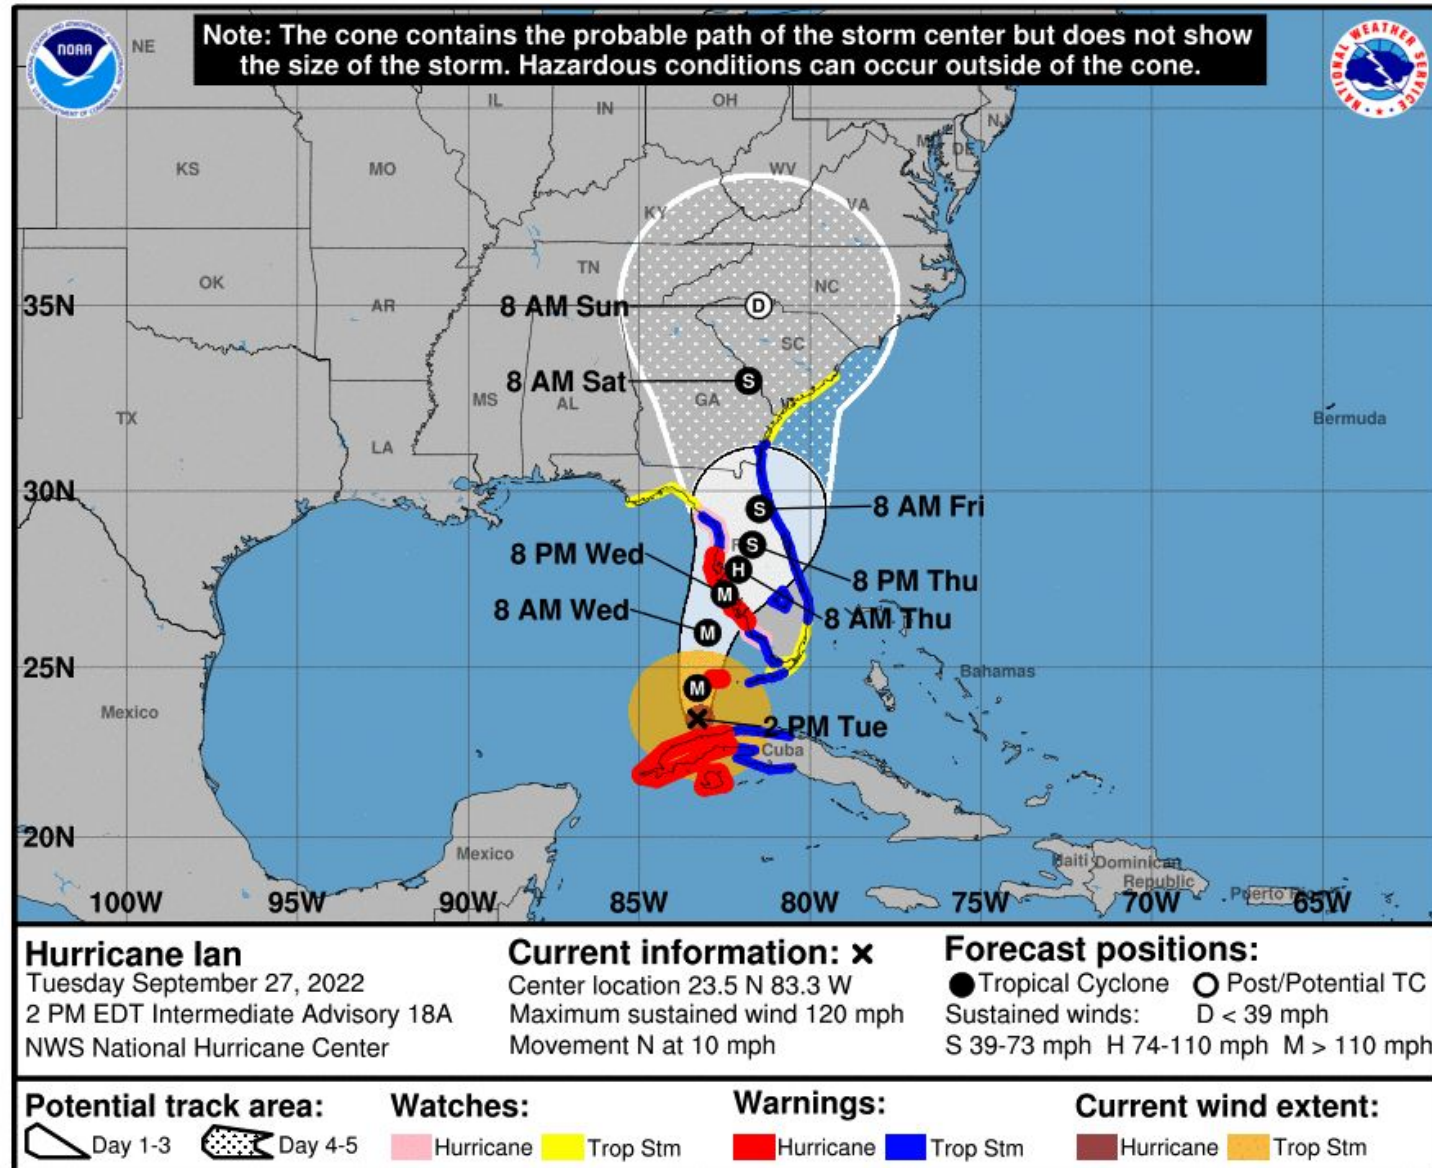 Note: The cone contains the probable path of the storm center but does not show
the size of the storm. Hazardous conditions can occur outside of the cone.
NOAA
NATIONAL WEATHER SERVICE
NE
IL
IN
OH
NJ
DE
KS
MO
WV
KY
VA
OK
TN
NC
AR
35N
8 AM Sun
D
SC
8 AM Sat
S
MS
AL
GA
TX
Bermuda
LA
30N
S
8 AM Fri
8 PM Wed
S
8 PM Thu
H
M
8 AM Wed
8 AM Thu
M
25N
Bahamas
M
Mexico
2 PM Tue
Cuba
20N
Mexico
Haiti
Dominican
Republic
100W
95W
90W
85W
80W
75W
70W
65W
Hurricane Ian
Tuesday September 27, 2022
2 PM EDT Intermediate Advisory 18A
NWS National Hurricane Center
Current information: ×
Center location 23.5 N 83.3 W
Maximum sustained wind 120 mph
Movement N at 10 mph
Forecast positions:
Tropical Cyclone Post/Potential TC
Sustained winds: D < 39 mph
S 39-73 mph H 74-110 mph M > 110 mph
Potential track area:
Day 1-3 Day 4-5
Watches:
Hurricane Trop Stm
Warnings:
Hurricane Trop Stm
Current wind extent:
Hurricane Trop Stm